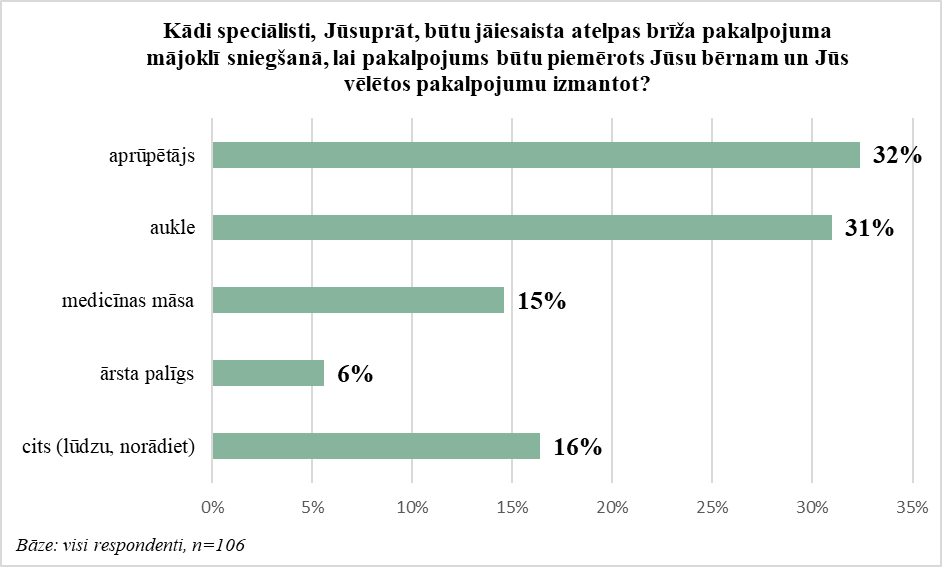 Kādi speciālisti, Jūsuprāt, būtu jāiesaista atelpas brīža pakalpojuma
mājoklī sniegšanā, lai pakalpojums būtu piemērots Jūsu bērnam un Jūs
vēlētos pakalpojumu izmantot?
aprūpētājs 32%
aukle 31%
medicīnas māsa 15%
ārsta palīgs 6%
cits (lūdzu, norādiet) 16%
0% 5% 10% 15% 20% 25% 30% 35%
Bāze: visi respondenti, n=106